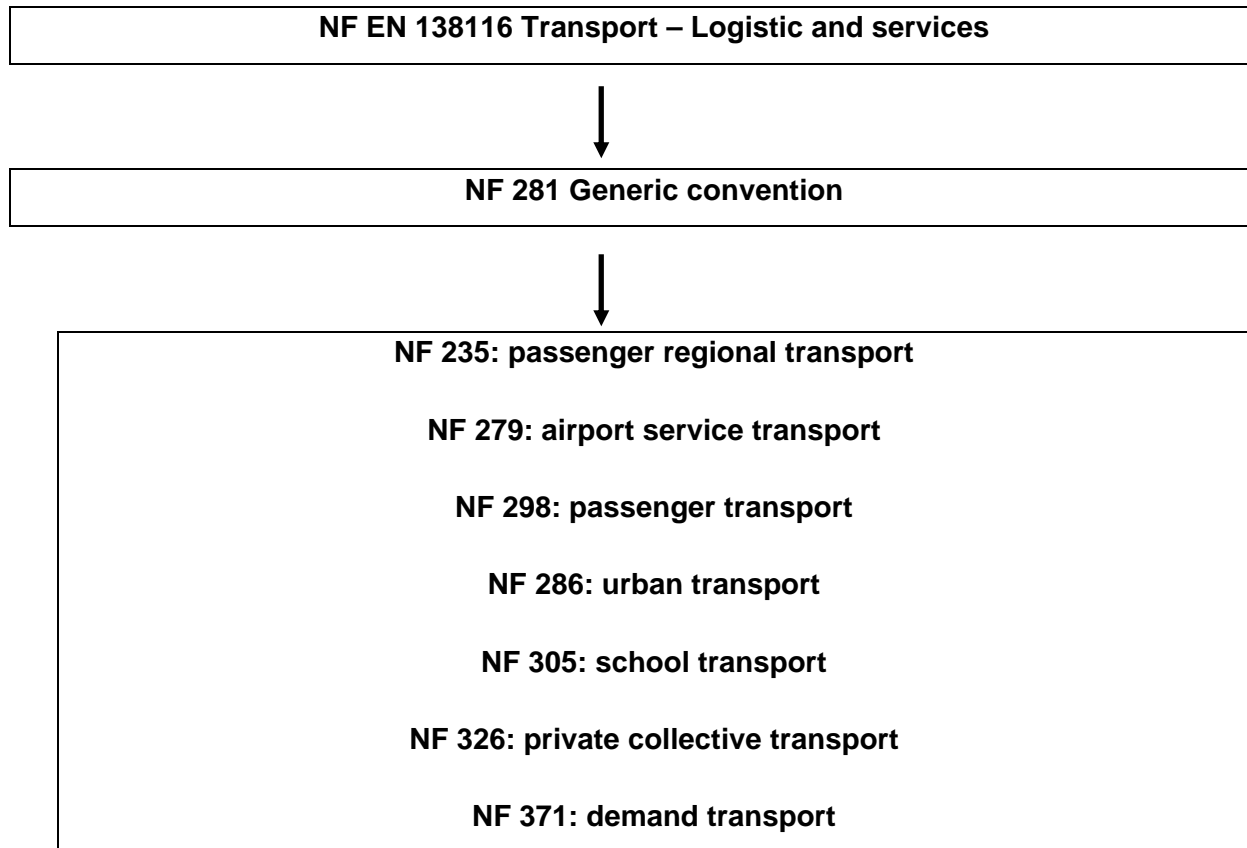 NF EN 138116 Transport – Logistic and services
NF 281 Generic convention
NF 235: passenger regional transport
NF 279: airport service transport
NF 298: passenger transport
NF 286: urban transport
NF 305: school transport
NF 326: private collective transport
NF 371: demand transport